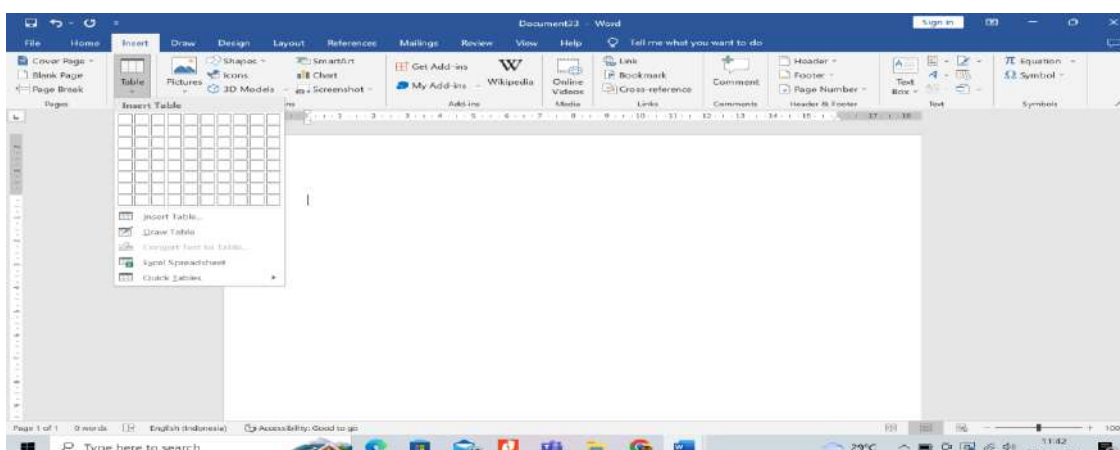 Document23 - Word
Sign in
File Home Insert Draw Design Layout References Mailings Review View Help Tell me what you want to do
Cover Page
Blank Page
Page Break
Pages
Table
Pictures
Shapes
Icons
3D Models
SmartArt
Chart
Screenshot
Get Add-ins
My Add-ins
Wikipedia
Add-ins
Online Videos
Media
Link
Bookmark
Cross-reference
Links
Comment
Comments
Header
Footer
Page Number
Header & Footer
Text Box
Text
Equation
Symbol
Symbols
Insert Table
Insert Table...
Draw Table
Convert Text to Table...
Excel Spreadsheet
Quick Tables
Page 1 of 1 0 words English (Indonesia) Accessibility: Good to go
Type here to search
29°C
11:42